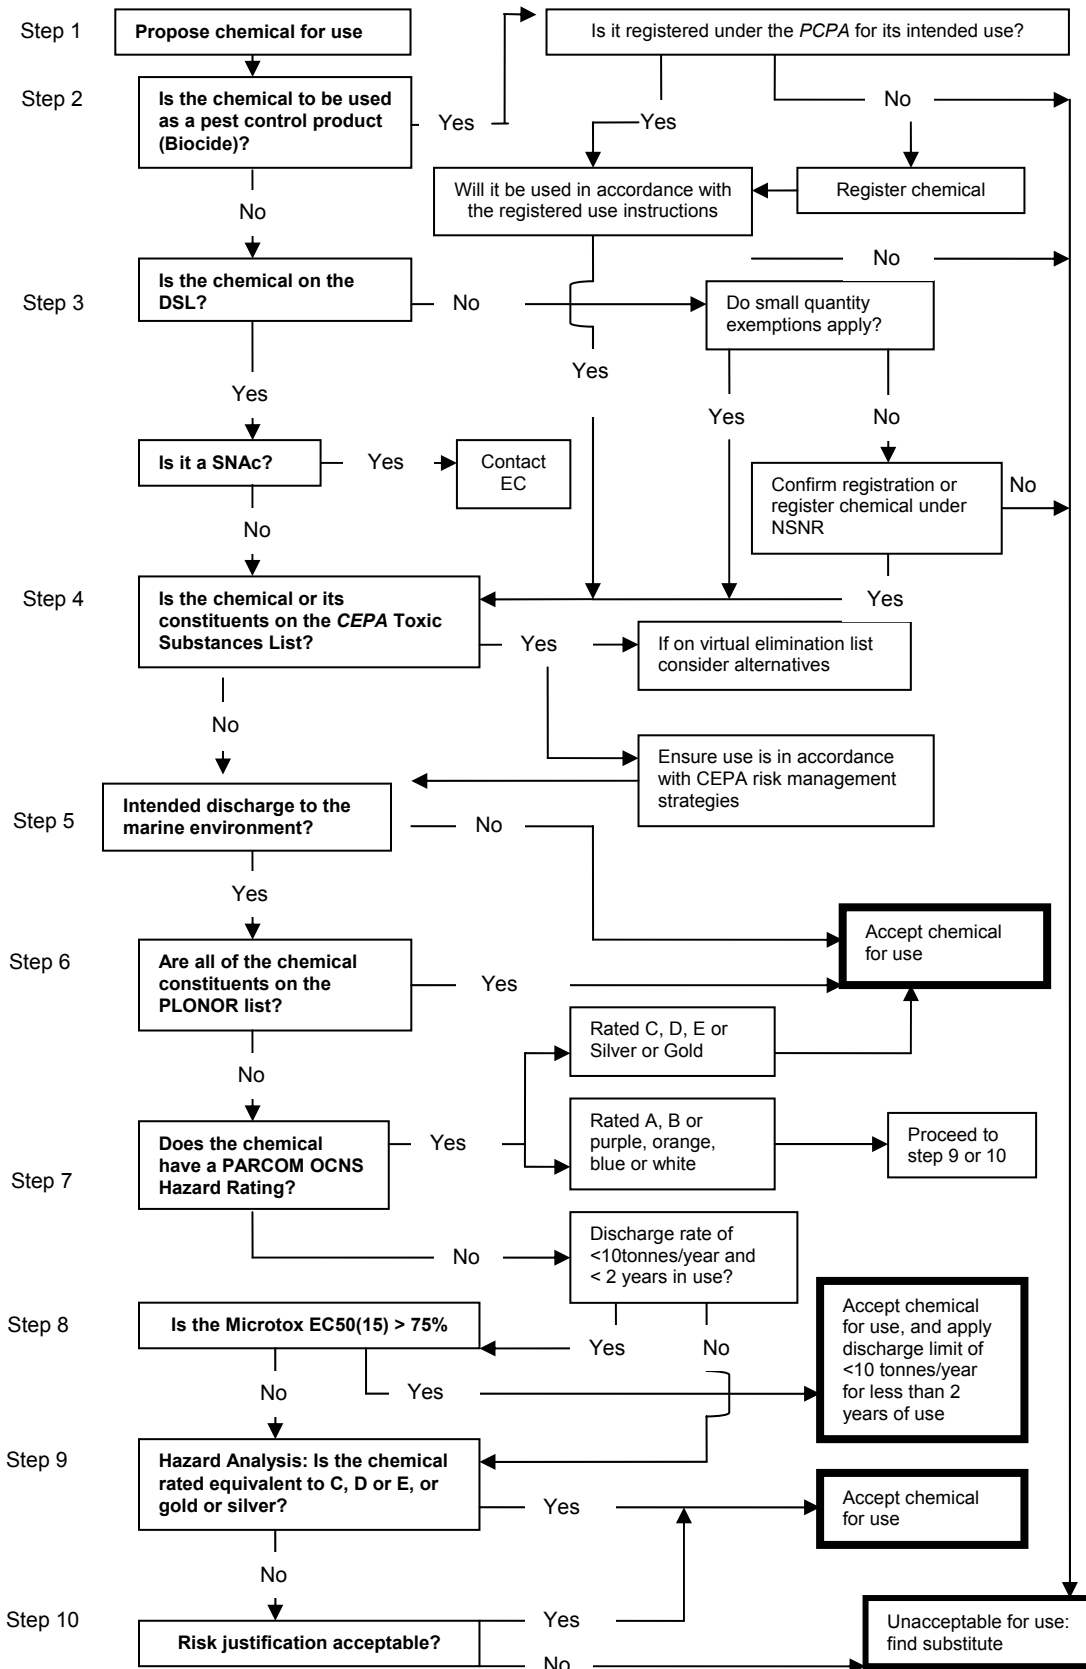 Step 1
Propose chemical for use
Is it registered under the PCPA for its intended use?
Step 2
Is the chemical to be used
as a pest control product
(Biocide)?
Yes
No
Yes
Will it be used in accordance with
the registered use instructions
Register chemical
No
No
Step 3
Is the chemical on the
DSL?
No
Do small quantity
exemptions apply?
Yes
Yes
Yes
No
Is it a SNAc?
Yes
Contact
EC
Confirm registration or
register chemical under
NSNR
No
No
Step 4
Is the chemical or its
constituents on the CEPA Toxic
Substances List?
Yes
Yes
If on virtual elimination list
consider alternatives
No
Ensure use is in accordance
with CEPA risk management
strategies
Step 5
Intended discharge to the
marine environment?
No
Yes
Accept chemical
for use
Step 6
Are all of the chemical
constituents on the
PLONOR list?
Yes
Rated C, D, E or
Silver or Gold
No
Step 7
Does the chemical
have a PARCOM OCNS
Hazard Rating?
Yes
Rated A, B or
purple, orange,
blue or white
Proceed to
step 9 or 10
No
Discharge rate of
<10tonnes/year and
< 2 years in use?
Step 8
Is the Microtox EC50(15) > 75%
Yes
No
Accept chemical
for use, and apply
discharge limit of
<10 tonnes/year
for less than 2
years of use
No
Yes
Step 9
Hazard Analysis: Is the chemical
rated equivalent to C, D or E, or
gold or silver?
Yes
Accept chemical
for use
No
Step 10
Risk justification acceptable?
Yes
No
Unacceptable for use:
find substitute